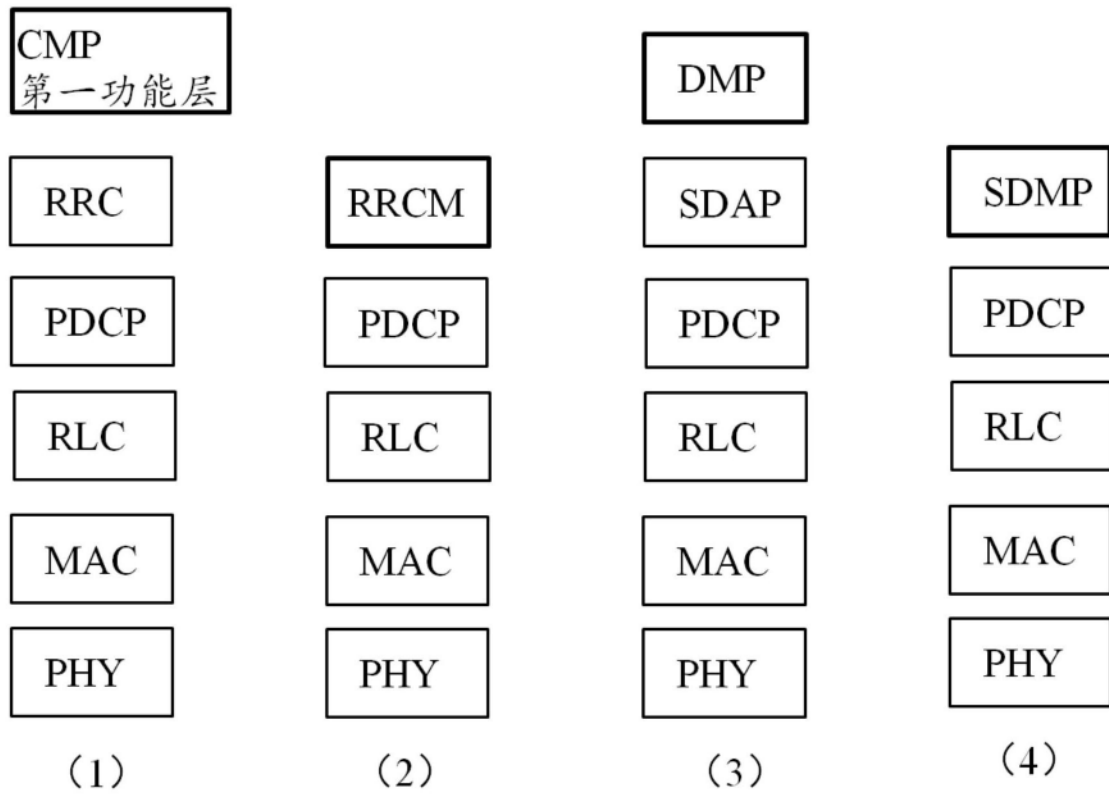 CMP
第一功能层
RRC
PDCP
RLC
MAC
PHY
(1)
RRCM
PDCP
RLC
MAC
PHY
(2)
DMP
SDAP
PDCP
RLC
MAC
PHY
(3)
SDMP
PDCP
RLC
MAC
PHY
(4)